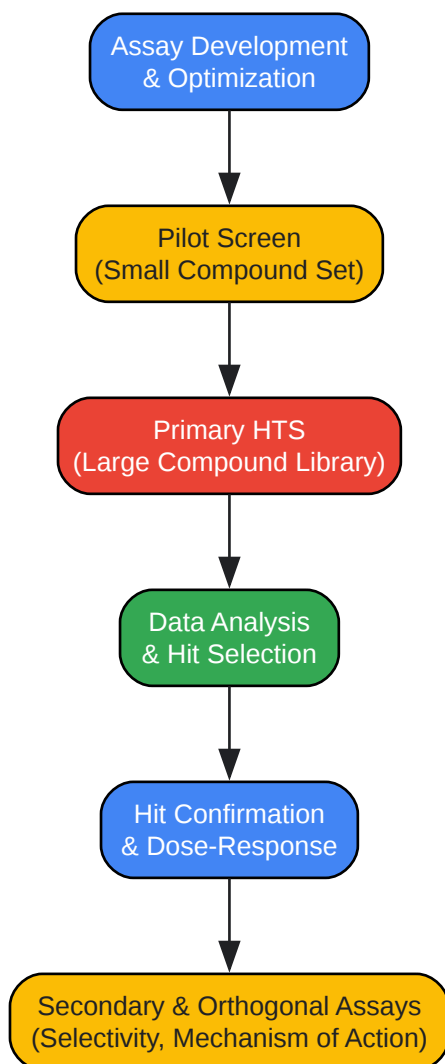 Assay Development
& Optimization
Pilot Screen
(Small Compound Set)
Primary HTS
(Large Compound Library)
Data Analysis
& Hit Selection
Hit Confirmation
& Dose-Response
Secondary & Orthogonal Assays
(Selectivity, Mechanism of Action)